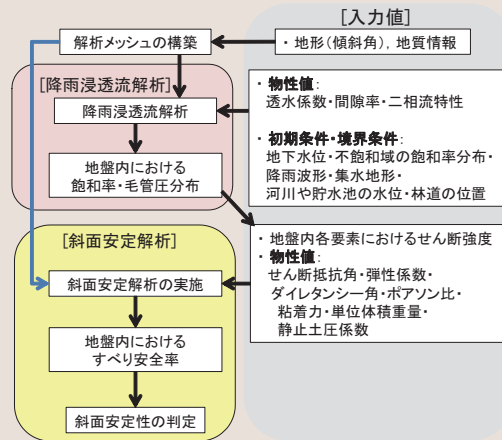 [入力値]
解析メッシュの構築
・地形(傾斜角), 地質情報
[降雨浸透流解析]
降雨浸透流解析
地盤内における
飽和率・毛管圧分布
・物性値:
透水係数・間隙率・二相流特性
・初期条件・境界条件:
地下水位・不飽和域の飽和率分布・
降雨波形・集水地形・
河川や貯水池の水位・林道の位置
[斜面安定解析]
斜面安定解析の実施
地盤内における
すべり安全率
斜面安定性の判定
・地盤内各要素におけるせん断強度
・物性値:
せん断抵抗角・弾性係数・
ダイレタンシー角・ポアソン比・
粘着力・単位体積重量・
静止土圧係数